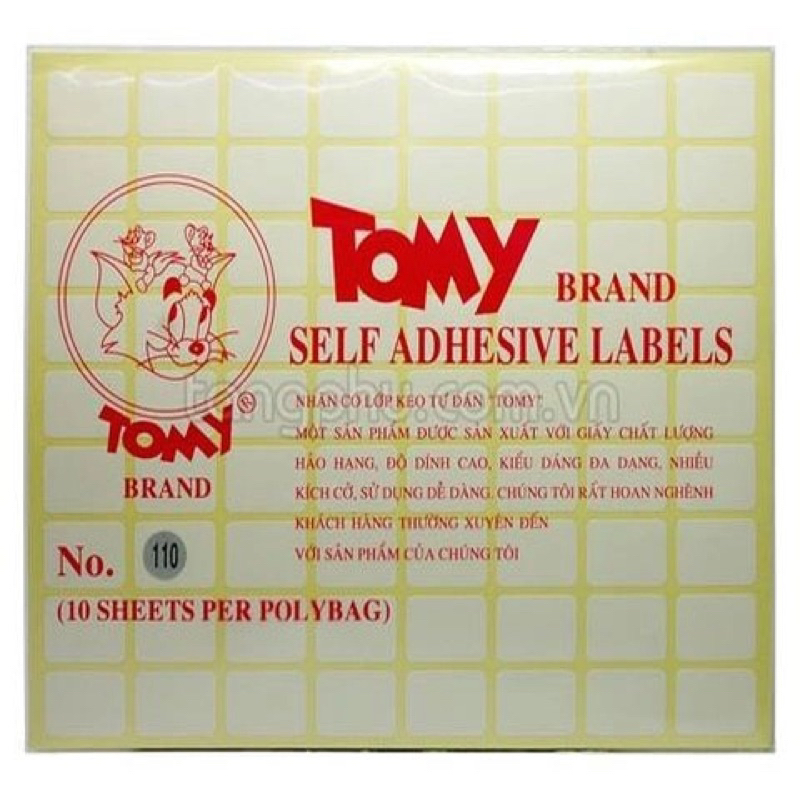 TOMY BRAND
SELF ADHESIVE LABELS
NHÃN CÓ LỚP KEO TỰ DÁN "TOMY"
MỘT SẢN PHẨM ĐƯỢC SẢN XUẤT VỚI GIẤY CHẤT LƯỢNG
HẢO HẠNG, ĐỘ DÍNH CAO, KIỂU DÁNG ĐA DẠNG, NHIỀU
KÍCH CỠ, SỬ DỤNG DỄ DÀNG. CHÚNG TÔI RẤT HOAN NGHÊNH
KHÁCH HÀNG THƯỜNG XUYÊN ĐẾN
VỚI SẢN PHẨM CỦA CHÚNG TÔI
TOMY ®
BRAND
No. 110
(10 SHEETS PER POLYBAG)
tangphu.com.vn